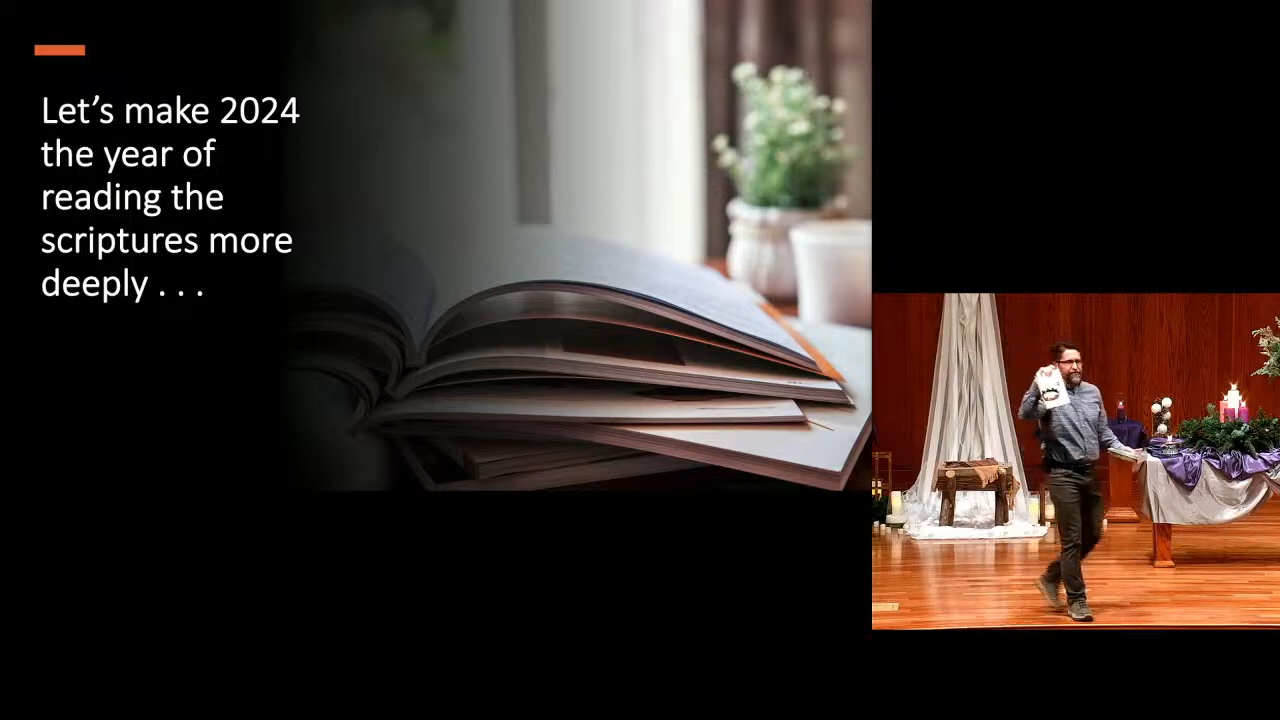 Let’s make 2024
the year of
reading the
scriptures more
deeply . . .